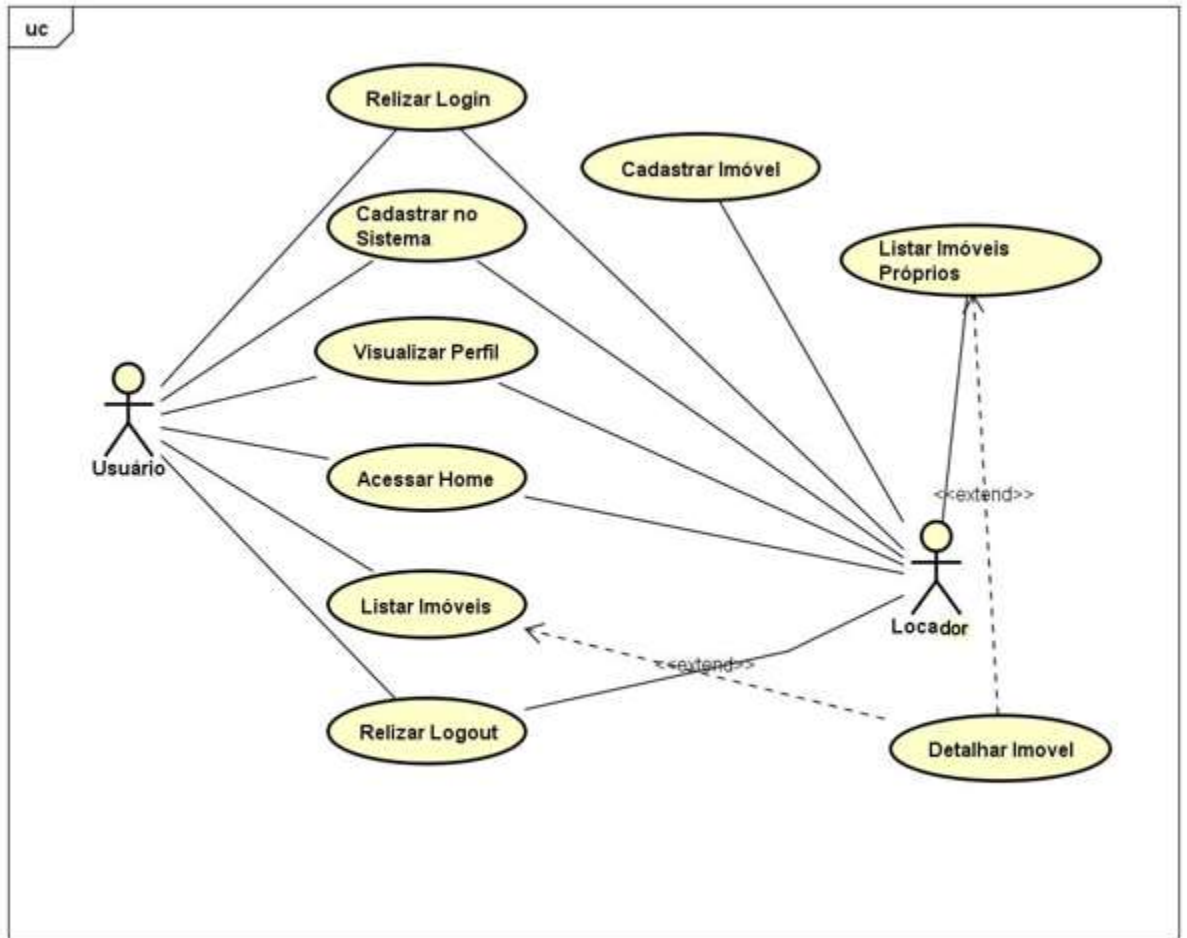 uc
Relizar Login
Cadastrar Imóvel
Cadastrar no
Sistema
Listar Imóveis
Próprios
Visualizar Perfil
Usuário
Acessar Home
<<extend>>
Listar Imóveis
Locador
<<extend>>
Relizar Logout
Detalhar Imovel